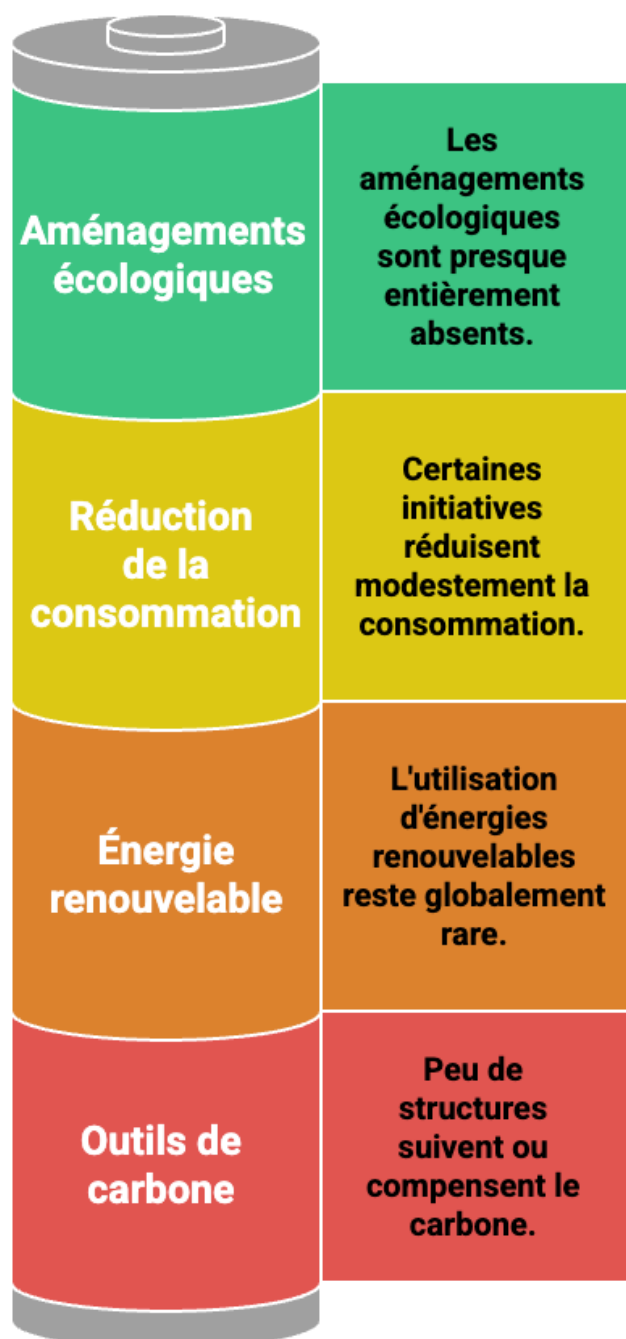 Aménagements
écologiques
Les
aménagements
écologiques
sont presque
entièrement
absents.
Réduction
de la
consommation
Certaines
initiatives
réduisent
modestement la
consommation.
Énergie
renouvelable
L'utilisation
d'énergies
renouvelables
reste globalement
rare.
Outils de
carbone
Peu de
structures
suivent ou
compensent le
carbone.